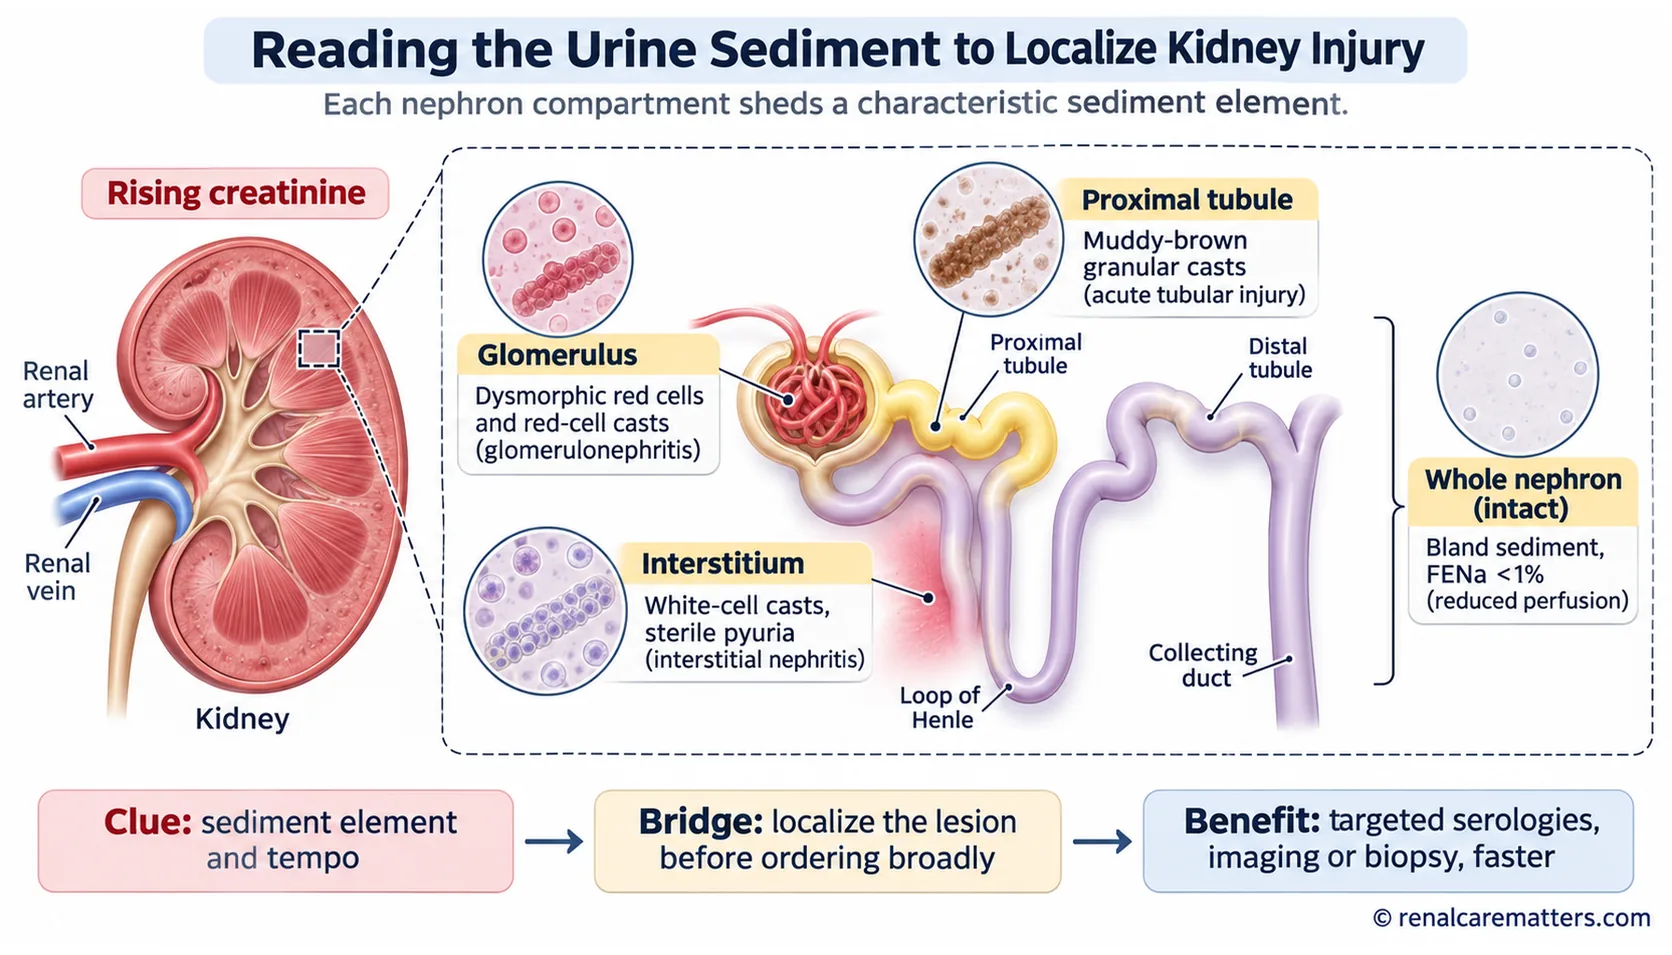 Reading the Urine Sediment to Localize Kidney Injury
Each nephron compartment sheds a characteristic sediment element.
Rising creatinine
Renal
artery
Renal
vein
Kidney
Glomerulus
Dysmorphic red cells
and red-cell casts
(glomerulonephritis)
Proximal tubule
Muddy-brown
granular casts
(acute tubular injury)
Proximal
tubule
Distal
tubule
Interstitium
White-cell casts,
sterile pyuria
(interstitial nephritis)
Loop of
Henle
Collecting
duct
Whole nephron
(intact)
Bland sediment,
FENa <1%
(reduced perfusion)
Clue: sediment element
and tempo
Bridge: localize the lesion
before ordering broadly
Benefit: targeted serologies,
imaging or biopsy, faster
© renalcarematters.com